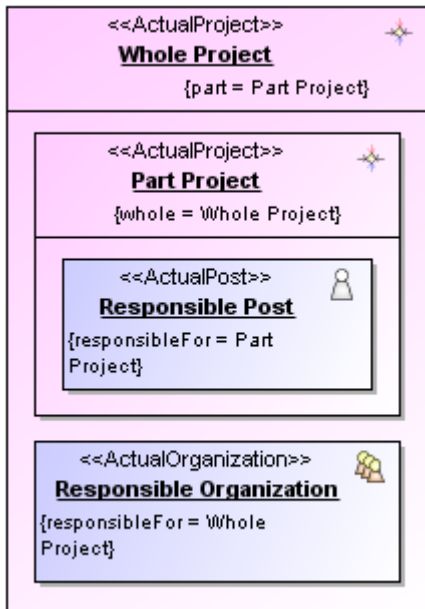 <<ActualProject>>
Whole Project
{part = Part Project}
<<ActualProject>>
Part Project
{whole = Whole Project}
<<ActualPost>>
Responsible Post
{responsibleFor = Part
Project}
<<ActualOrganization>>
Responsible Organization
{responsibleFor = Whole
Project}